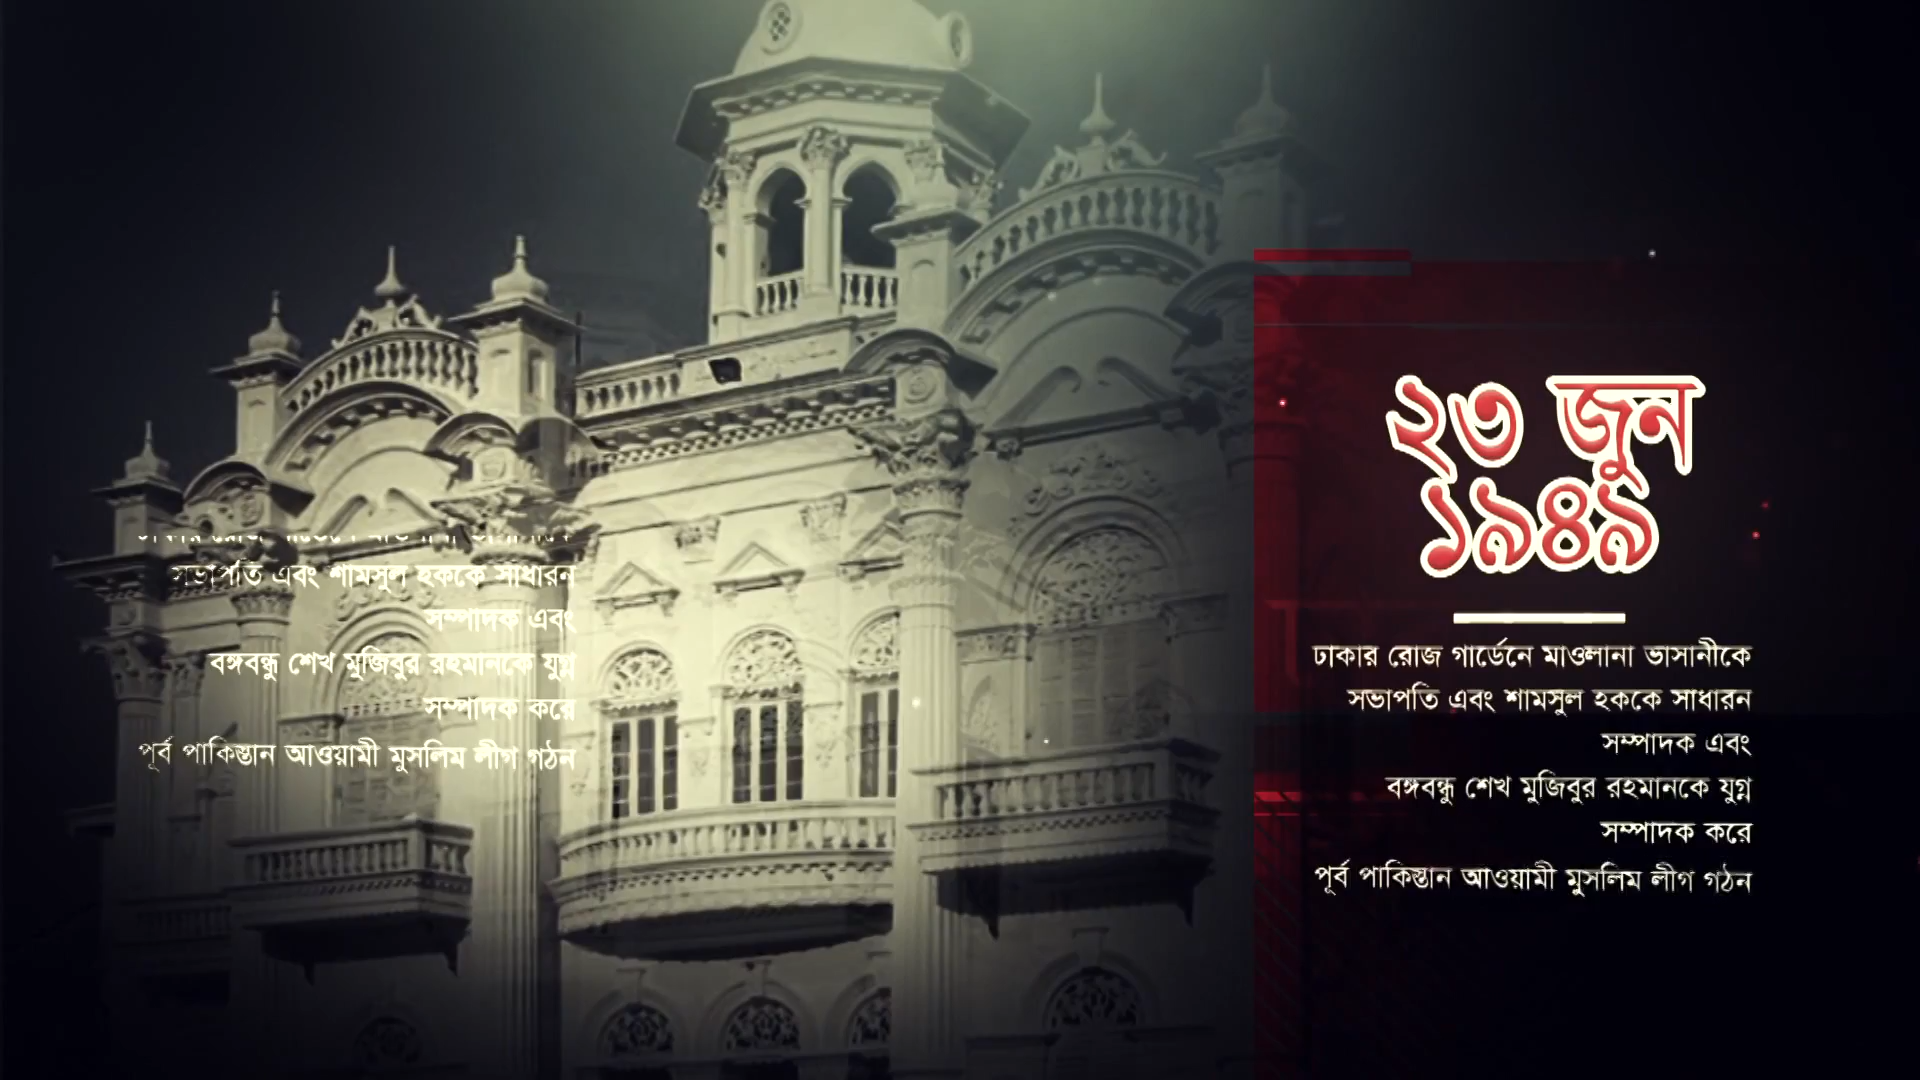 সভাপতি এবং শামসুল হককে সাধারন
সম্পাদক এবং
বঙ্গবন্ধু শেখ মুজিবুর রহমানকে যুগ্ন
সম্পাদক করে
পূর্ব পাকিস্তান আওয়ামী মুসলিম লীগ গঠন
২৩ জুন
১৯৪৯
ঢাকার রোজ গার্ডেনে মাওলানা ভাসানীকে
সভাপতি এবং শামসুল হককে সাধারন
সম্পাদক এবং
বঙ্গবন্ধু শেখ মুজিবুর রহমানকে যুগ্ন
সম্পাদক করে
পূর্ব পাকিস্তান আওয়ামী মুসলিম লীগ গঠন